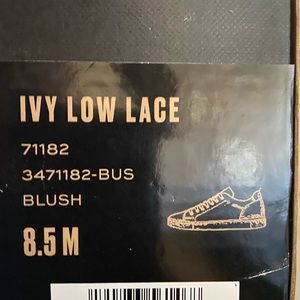 IVY LOW LACE
71182
3471182-BUS
BLUSH
8.5 M